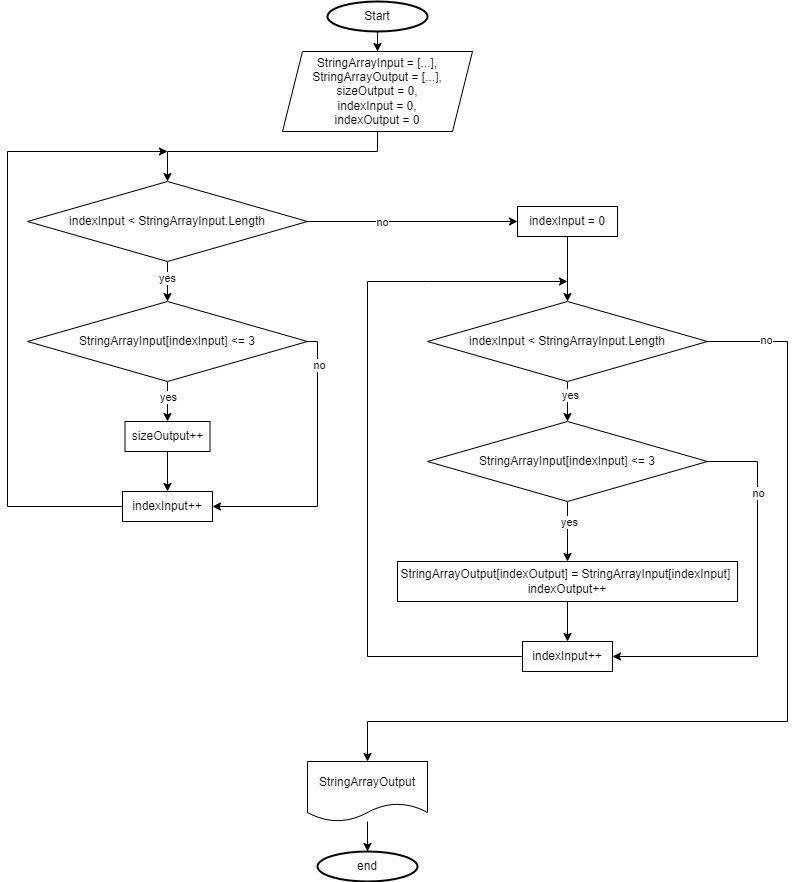 Start
StringArrayInput = [...],
StringArrayOutput = [...],
sizeOutput = 0,
indexInput = 0,
indexOutput = 0
indexInput < StringArrayInput.Length
no
yes
StringArrayInput[indexInput] <= 3
no
yes
sizeOutput++
indexInput++
indexInput = 0
indexInput < StringArrayInput.Length
no
yes
StringArrayInput[indexInput] <= 3
no
yes
StringArrayOutput[indexOutput] = StringArrayInput[indexInput]
indexOutput++
indexInput++
StringArrayOutput
end